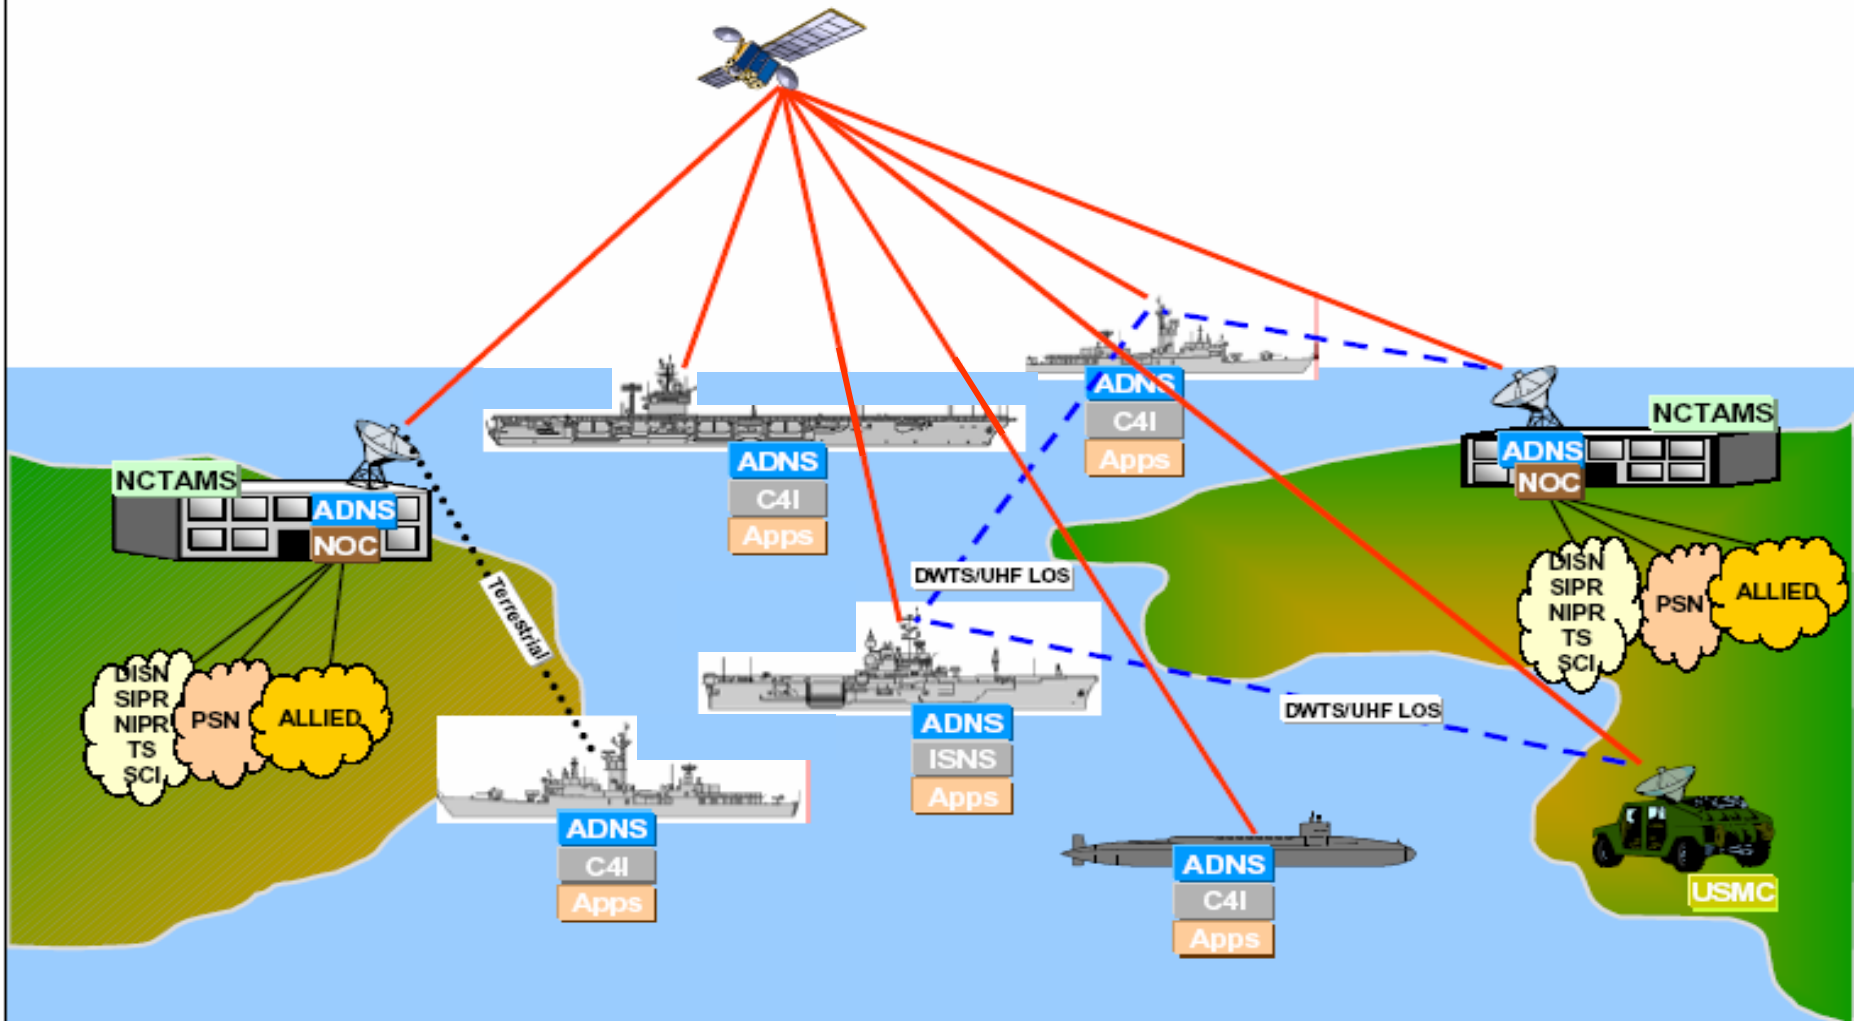 ADNS
C4I
Apps
NCTAMS
ADNS
NOC
NCTAMS
ADNS
NOC
ADNS
C4I
Apps
DWTS/UHF LOS
Terrestrial
DISN
SIPR
NIPR
TS
SCI
PSN
ALLIED
DISN
SIPR
NIPR
TS
SCI
PSN
ALLIED
DWTS/UHF LOS
ADNS
ISNS
Apps
ADNS
C4I
Apps
ADNS
C4I
Apps
USMC